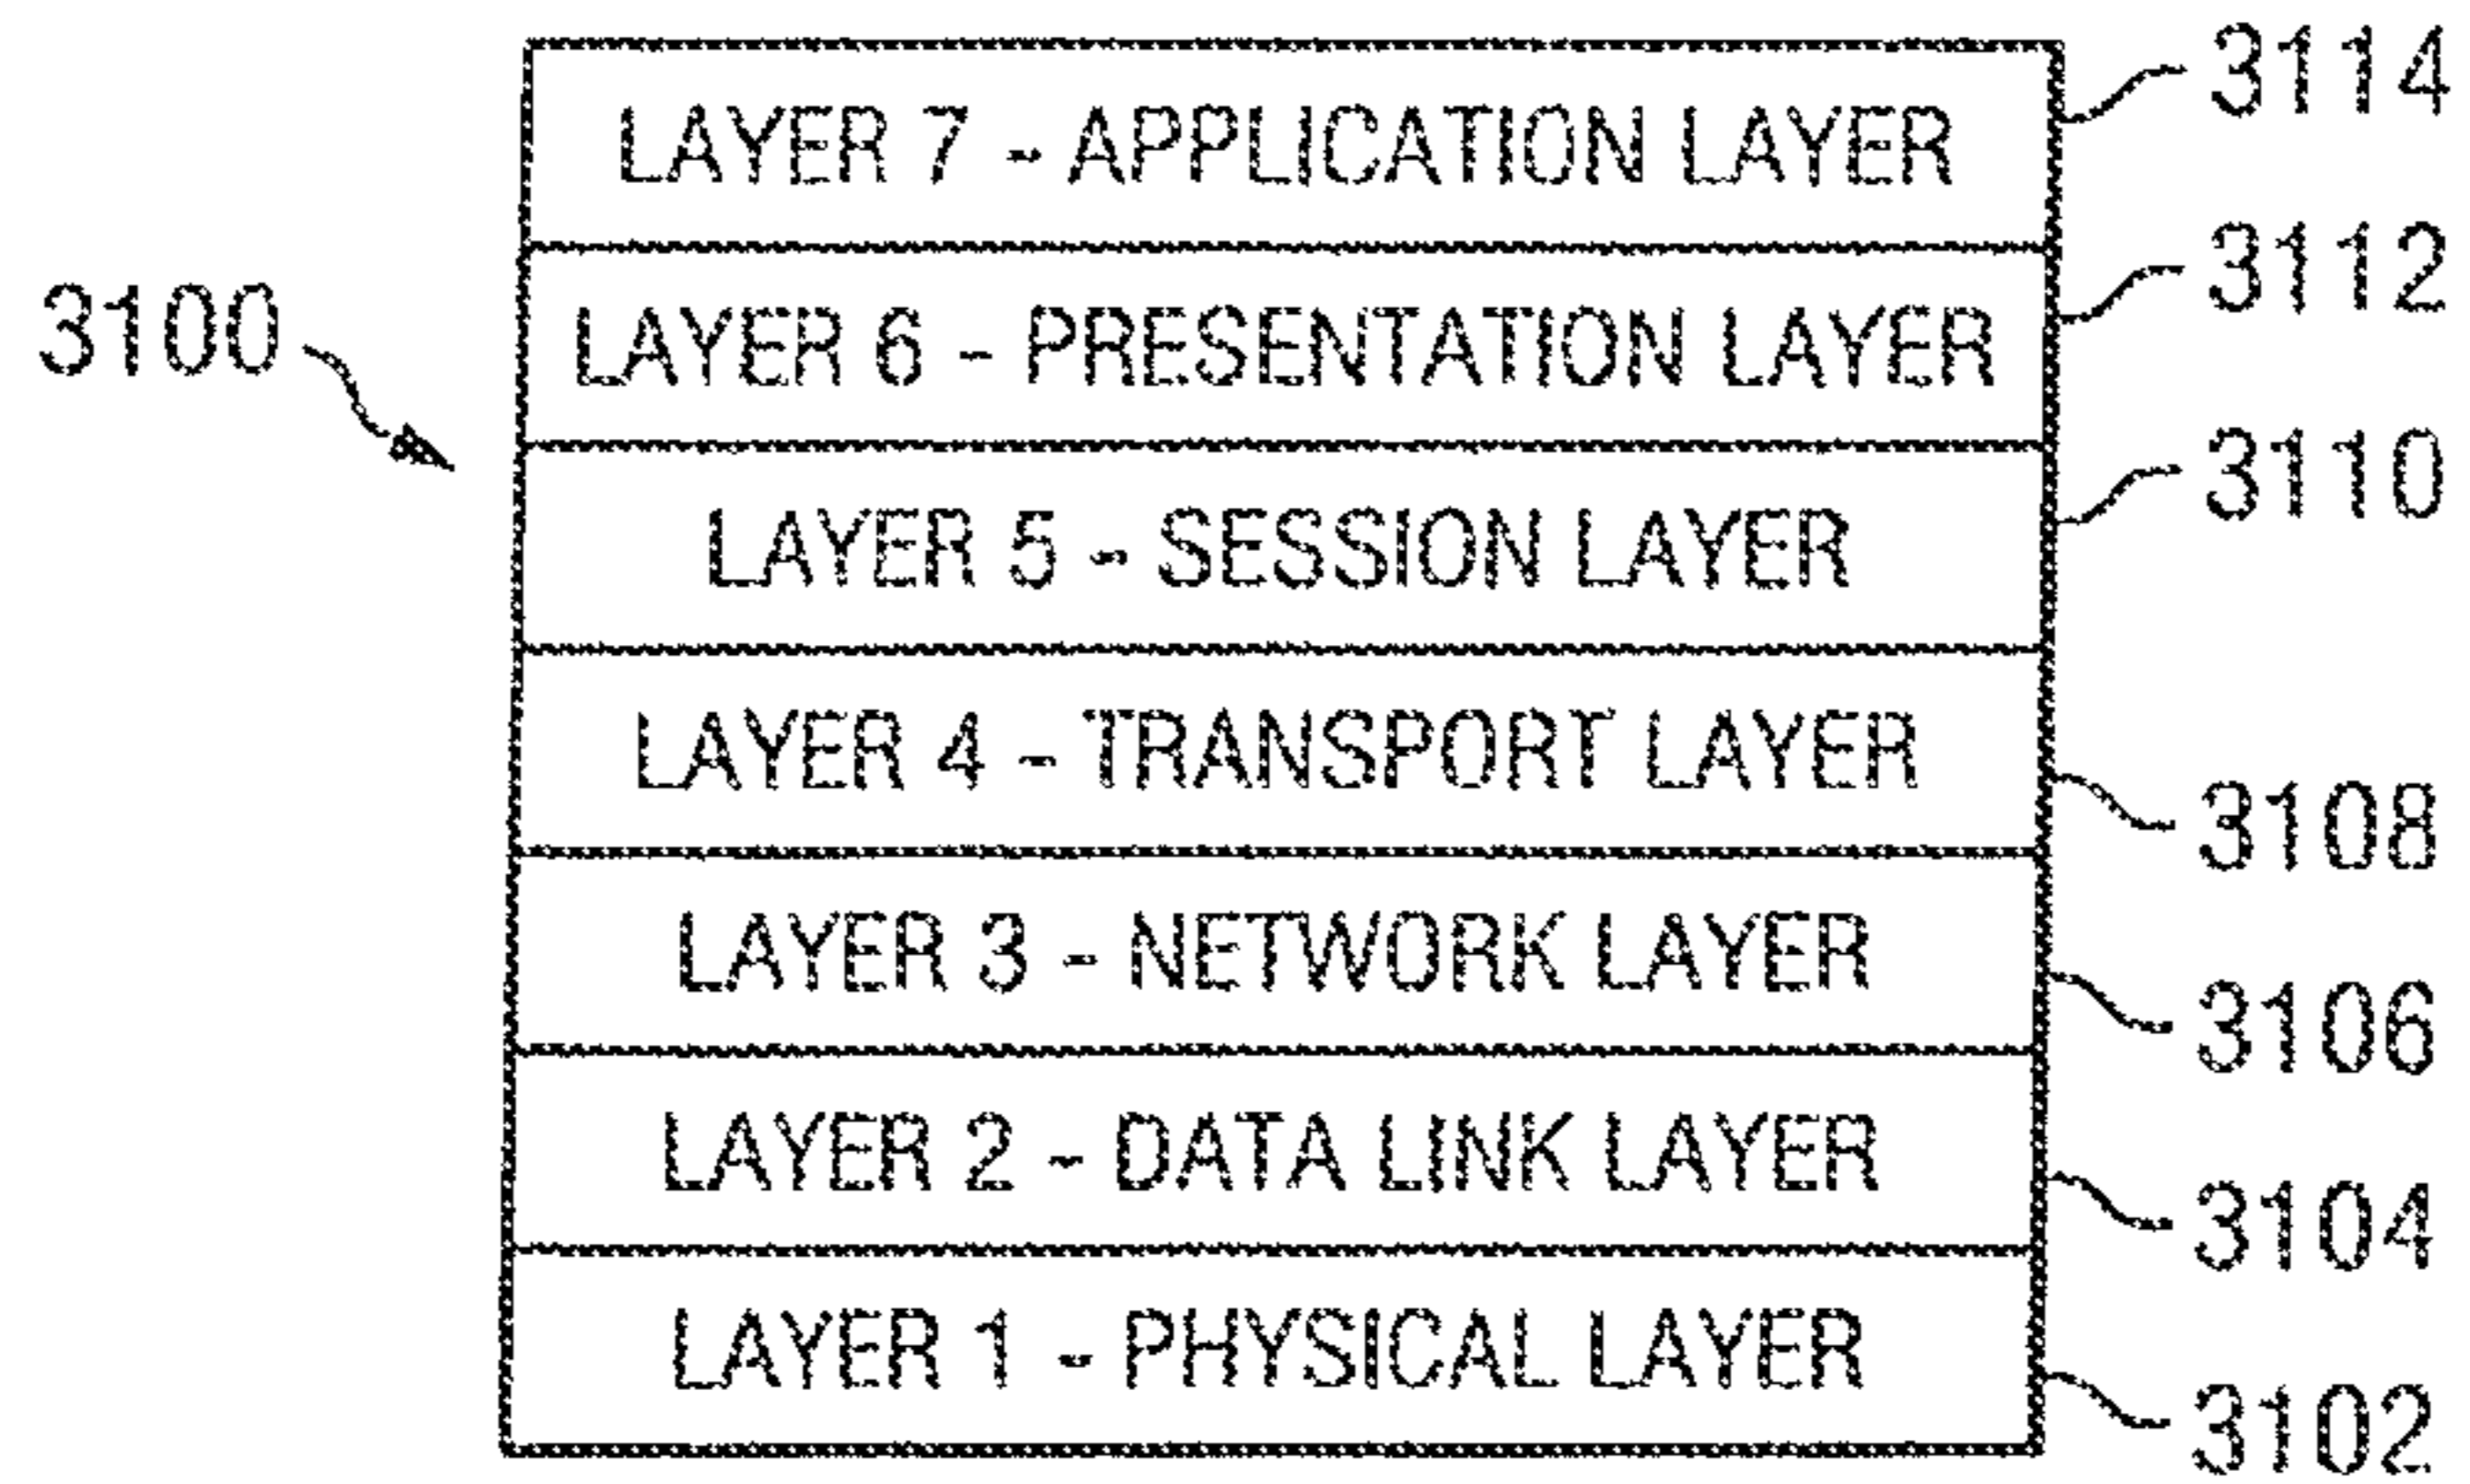 3114
LAYER 7 - APPLICATION LAYER
3112
LAYER 6 - PRESENTATION LAYER
3100
3110
LAYER 5 - SESSION LAYER
LAYER 4 - TRANSPORT LAYER
3108
LAYER 3 - NETWORK LAYER
3106
LAYER 2 - DATA LINK LAYER
3104
LAYER 1 - PHYSICAL LAYER
3102